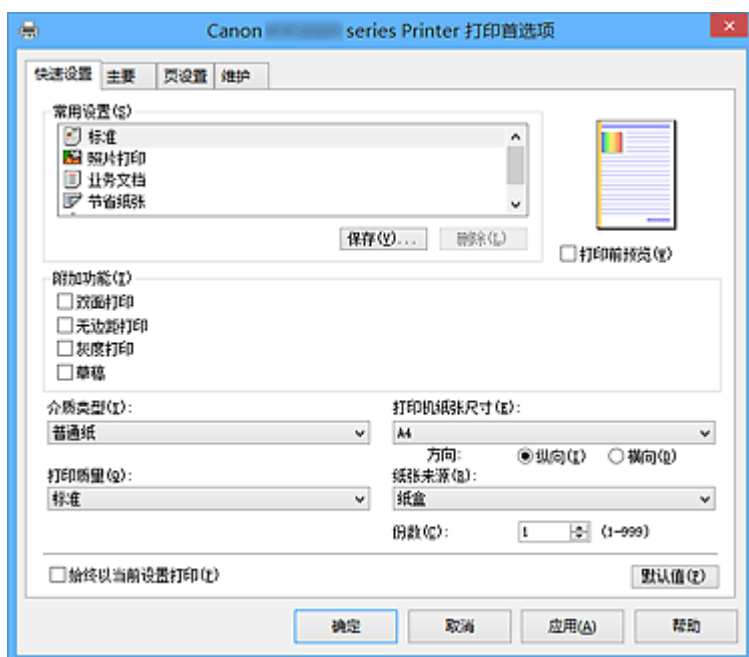 Canon series Printer 打印首选项
快速设置 主要 页设置 维护
常用设置(S)
标准
照片打印
业务文档
节省纸张
保存(V)... 删除(L)
打印前预览(W)
附加功能(I)
双面打印
无边距打印
灰度打印
草稿
介质类型(I): 打印机纸张尺寸(E):
普通纸 A4
方向: 纵向(I) 横向(D)
打印质量(Q): 纸张来源(B):
标准 纸盒
份数(C): 1 (1-999)
始终以当前设置打印(T) 默认值(F)
确定 取消 应用(A) 帮助